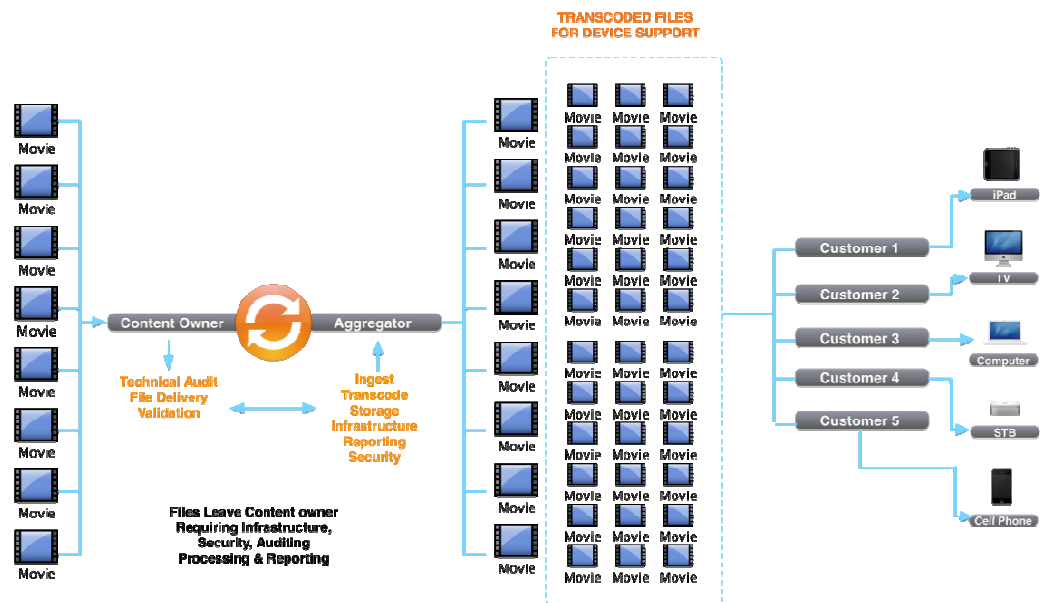 TRANSCODED FILES
FOR DEVICE SUPPORT
Movie
Movie
Movie
Movie
Movie
Movie
Movie
Movie
Content Owner
Aggregator
Technical Audit
File Delivery
Validation
Ingest
Transcode
Storage
Infrastructure
Reporting
Security
Files Leave Content owner
Requiring Infrastructure,
Security, Auditing
Processing & Reporting
Movie
Movie
Movie
Movie
Movie
Movie
Movie
Movie
Movie Movie Movie
Movie Movie Movie
Movie Movie Movie
Movie Movie Movie
Movie Movie Movie
Movie Movie Movie
Movie Movie Movie
Movie Movie Movie
Movie Movie Movie
Movie Movie Movie
Movie Movie Movie
Movie Movie Movie
Customer 1
Customer 2
Customer 3
Customer 4
Customer 5
iPad
TV
Computer
STB
Cell Phone